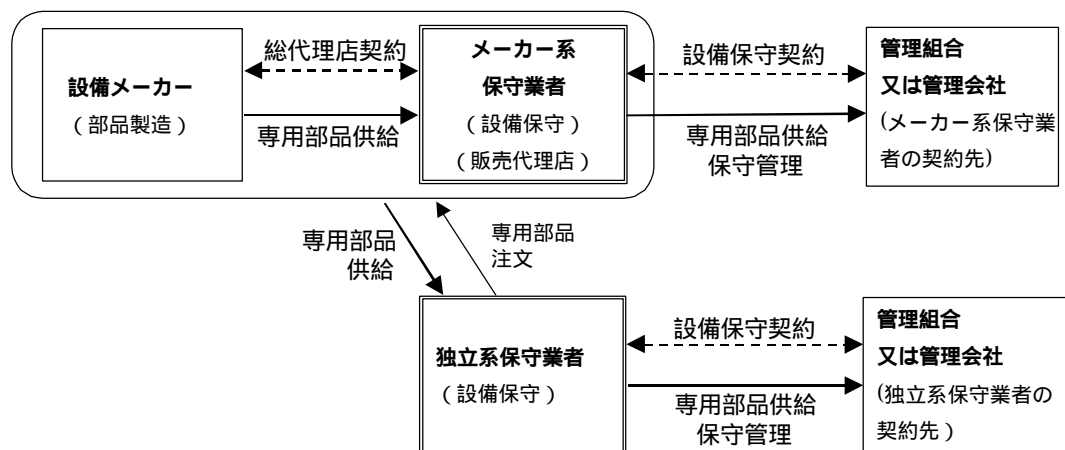 総代理店契約
設備メーカー
（部品製造）
専用部品供給
メーカー系
保守業者
（設備保守）
（販売代理店）
設備保守契約
専用部品供給
保守管理
管理組合
又は管理会社
(メーカー系保守業
者の契約先)
専用部品
供給
専用部品
注文
独立系保守業者
（設備保守）
設備保守契約
専用部品供給
保守管理
管理組合
又は管理会社
(独立系保守業者の
契約先）